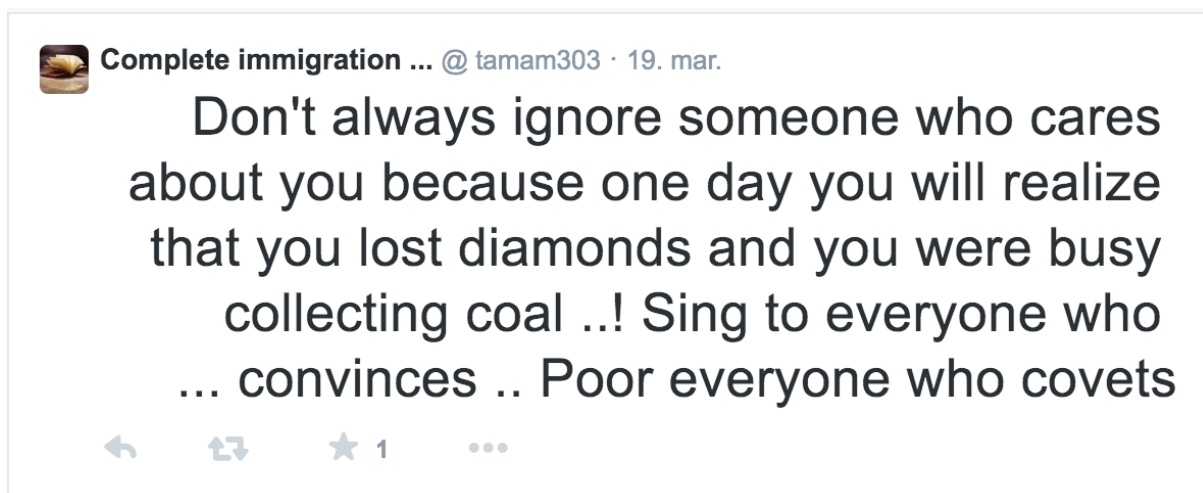 Complete immigration ... @ tamam303 · 19. mar.
Don't always ignore someone who cares
about you because one day you will realize
that you lost diamonds and you were busy
collecting coal ..! Sing to everyone who
... convinces .. Poor everyone who covets
1